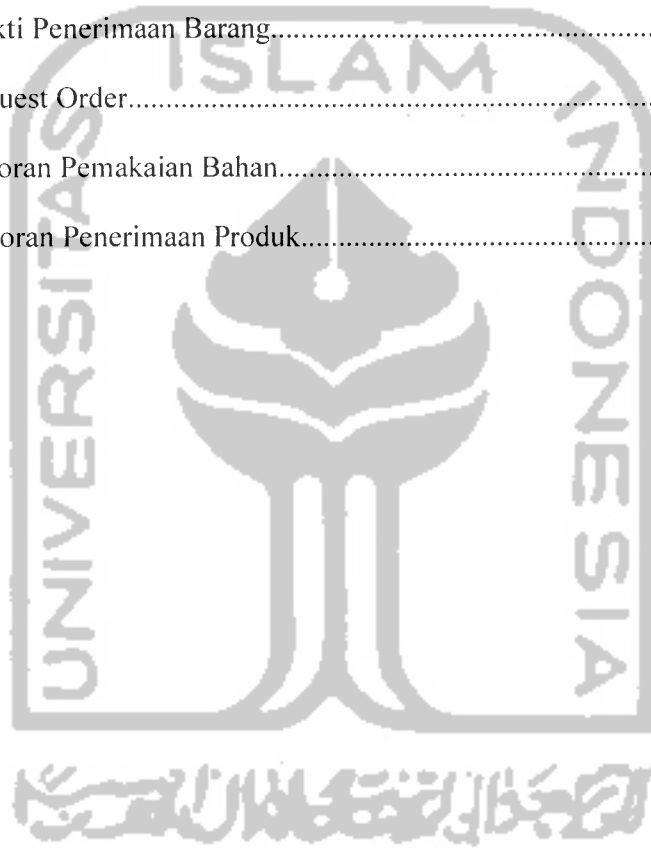 kti Penerimaan Barang..........................................................
uest Order..............................................................................
oran Pemakaian Bahan.........................................................
oran Penerimaan Produk.....................................................
UNIVERSITAS
ISLAM
INDONESIA